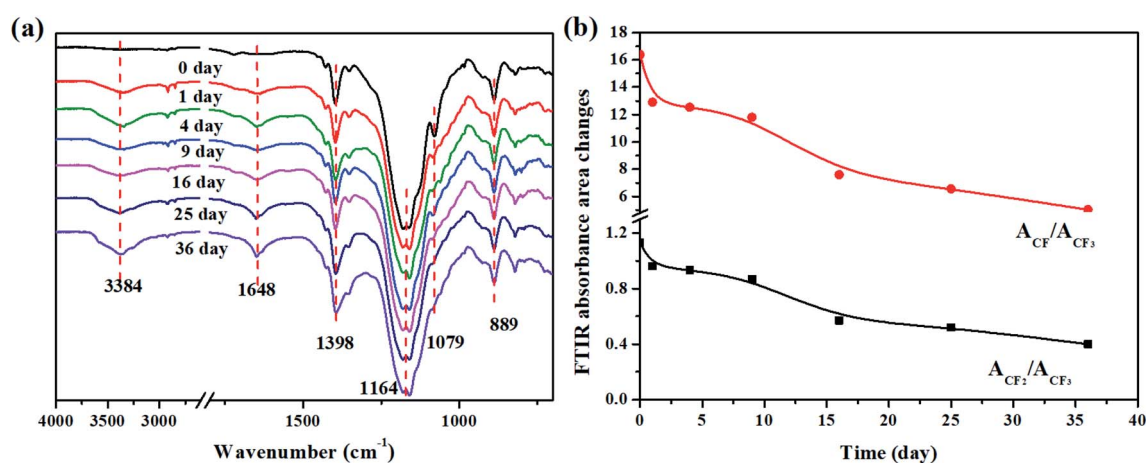 (a)
0 day
1 day
4 day
9 day
16 day
25 day
36 day
3384
1648
1398
1164
1079
889
4000 3500 3000 1500 1000
Wavenumber (cm⁻¹)
(b)
FTIR absorbance area changes
18
16
14
12
10
8
6
1.2
0.8
0.4
0.0
A_CF/A_CF₃
A_CF₂/A_CF₃
0 5 10 15 20 25 30 35 40
Time (day)